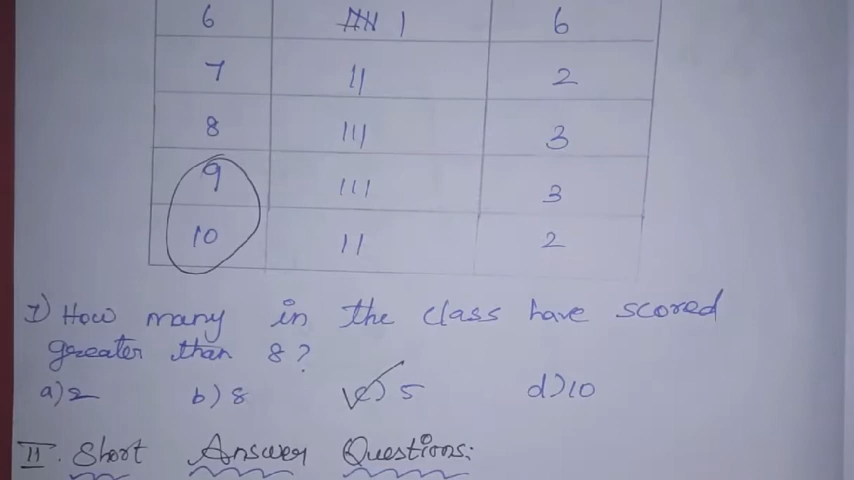 6 𝍸 | 6
7 || 2
8 ||| 3
9 ||| 3
10 || 2
I) How many in the class have scored
greater than 8?
a) 2 b) 8 c) 5 d) 10
II. Short Answer Questions: